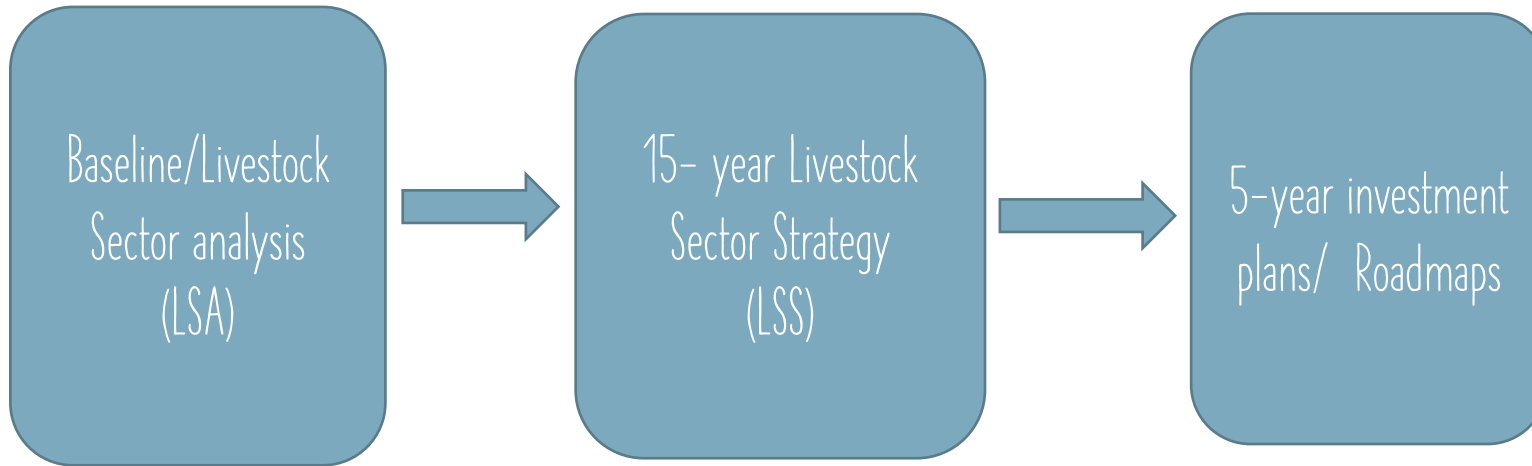 Baseline/Livestock
Sector analysis
(LSA)
15- year Livestock
Sector Strategy
(LSS)
5-year investment
plans/ Roadmaps